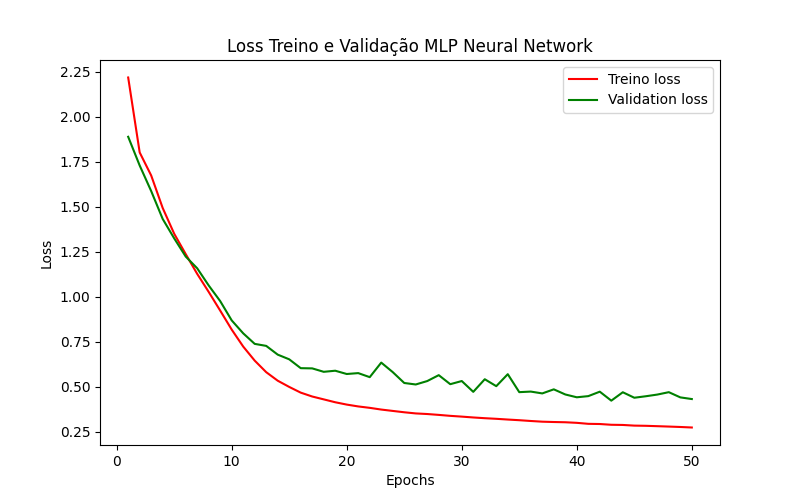 Loss Treino e Validação MLP Neural Network
Treino loss
Validation loss
2.25
2.00
1.75
1.50
1.25
1.00
0.75
0.50
0.25
Loss
0 10 20 30 40 50
Epochs